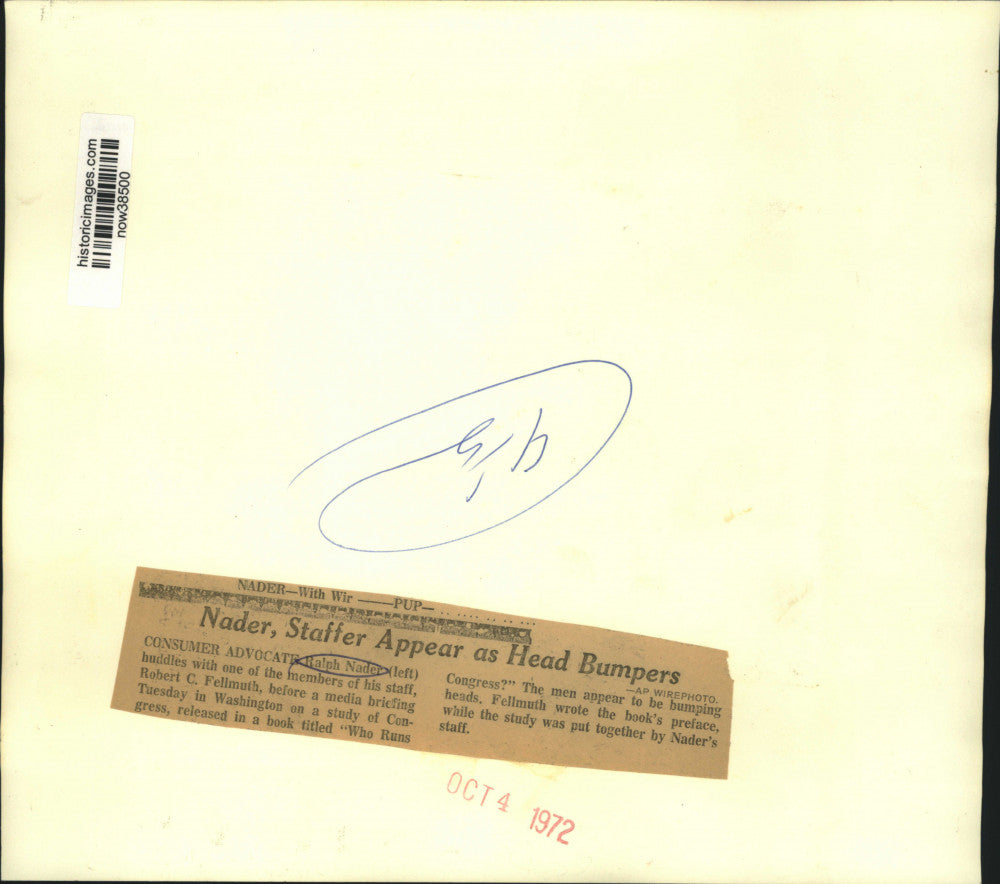 historicimages.com
now38500
NADER—With Wir ——PUP—
Nader, Staffer Appear as Head Bumpers
—AP WIREPHOTO.
CONSUMER ADVOCATE Ralph Nader (left)
huddles with one of the members of his staff,
Robert C. Fellmuth, before a media briefing
Tuesday in Washington on a study of Con-
gress, released in a book titled "Who Runs
Congress?" The men appear to be bumping
heads. Fellmuth wrote the book's preface,
while the study was put together by Nader's
staff.
OCT 4 1972